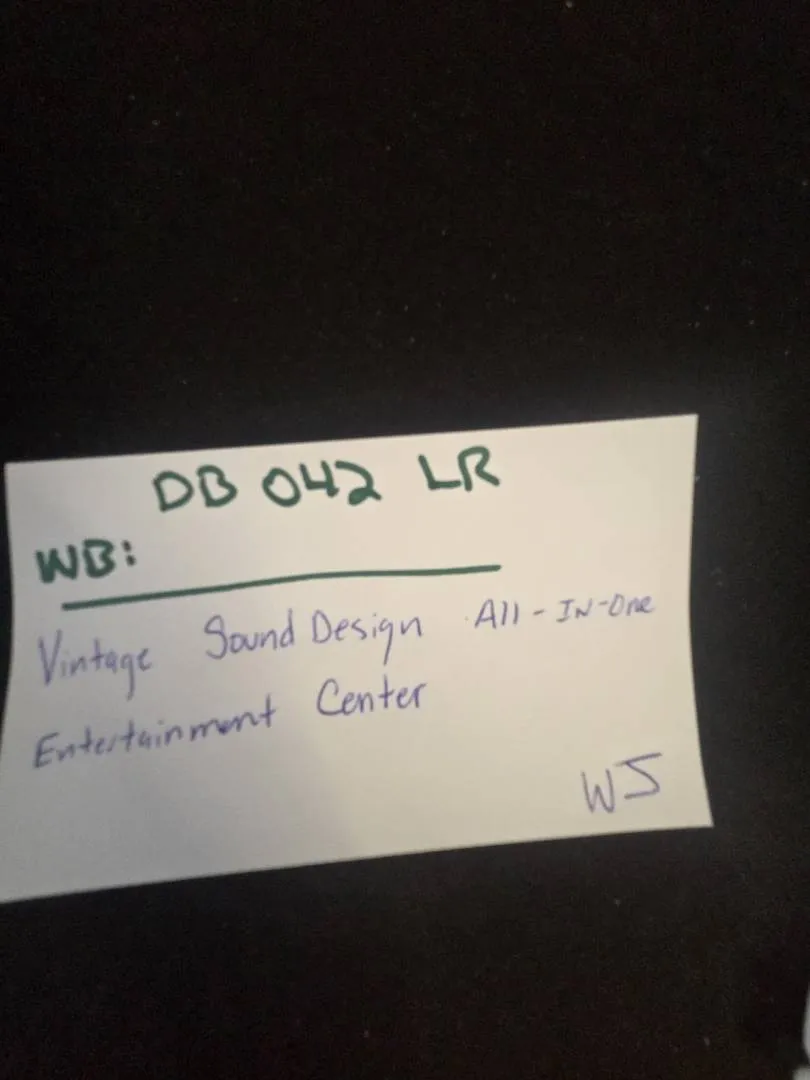 DB 042 LR
WB:
Vintage Sound Design All-IN-One
Entertainment Center
WJ